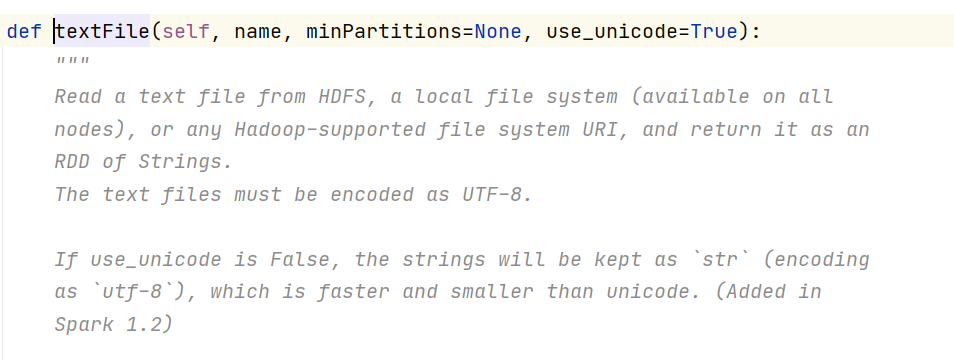 def textFile(self, name, minPartitions=None, use_unicode=True):
"""
Read a text file from HDFS, a local file system (available on all
nodes), or any Hadoop-supported file system URI, and return it as an
RDD of Strings.
The text files must be encoded as UTF-8.
If use_unicode is False, the strings will be kept as `str` (encoding
as `utf-8`), which is faster and smaller than unicode. (Added in
Spark 1.2)